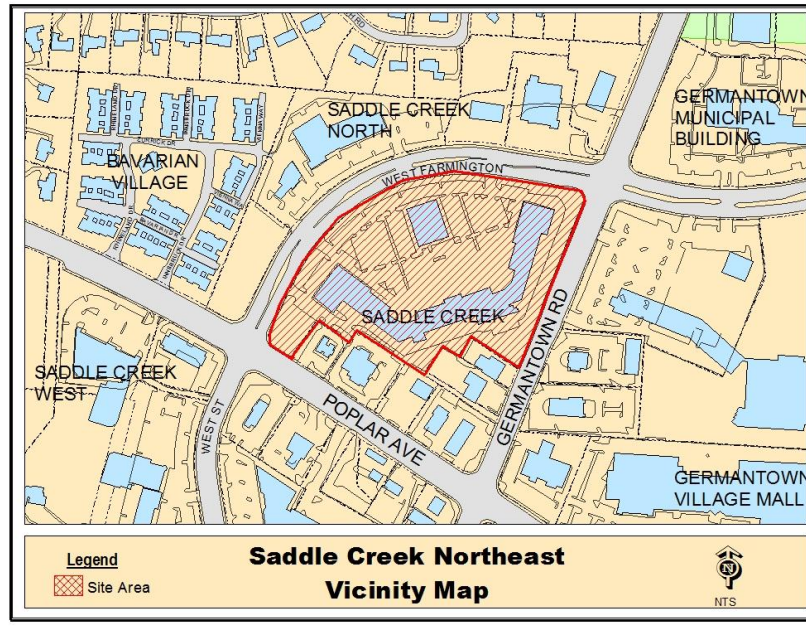 SADDLE CREEK
NORTH
GERMANTOWN
MUNICIPAL
BUILDING
BAVARIAN
VILLAGE
WEST FARMINGTON
SADDLE CREEK
GERMANTOWN RD
SADDLE CREEK
WEST
WEST ST
POPLAR AVE
GERMANTOWN
VILLAGE MALL
Legend
Site Area
Saddle Creek Northeast
Vicinity Map
N
NTS